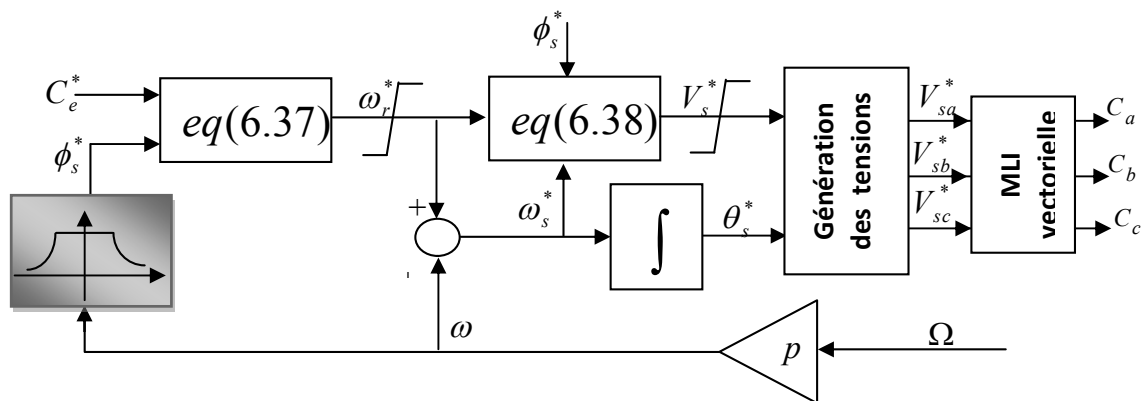 ϕ_s^*
C_e^*
eq(6.37)
ω_r^*
eq(6.38)
V_s^*
Génération
des tensions
V_sa^*
V_sb^*
V_sc^*
MLI
vectorielle
C_a
C_b
C_c
ϕ_s^*
+
-
ω_s^*
∫
θ_s^*
ω
p
Ω